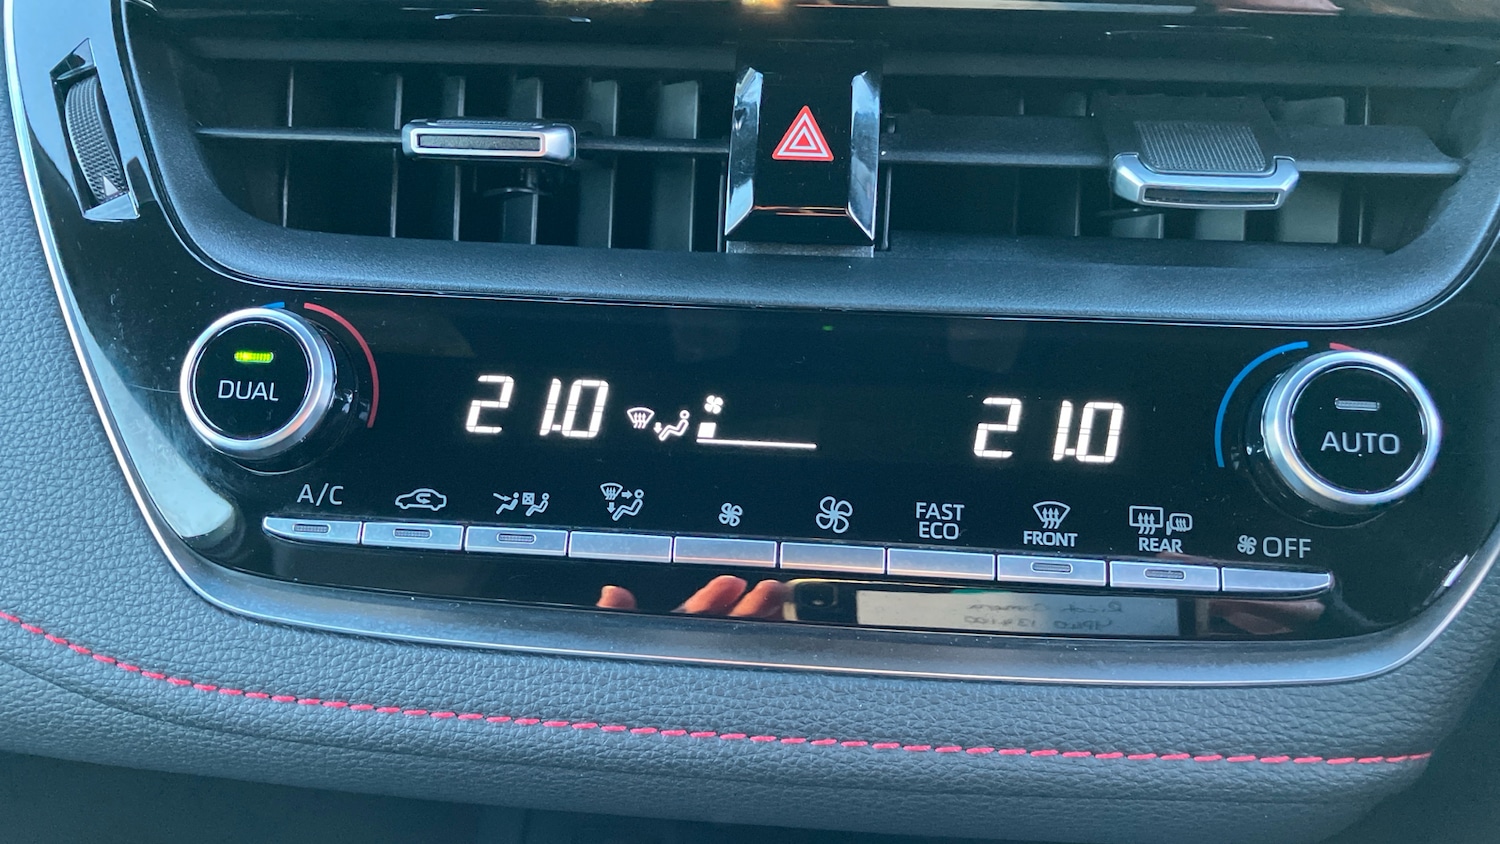 DUAL
21.0
21.0
AUTO
A/C
FAST
ECO
FRONT
REAR
OFF